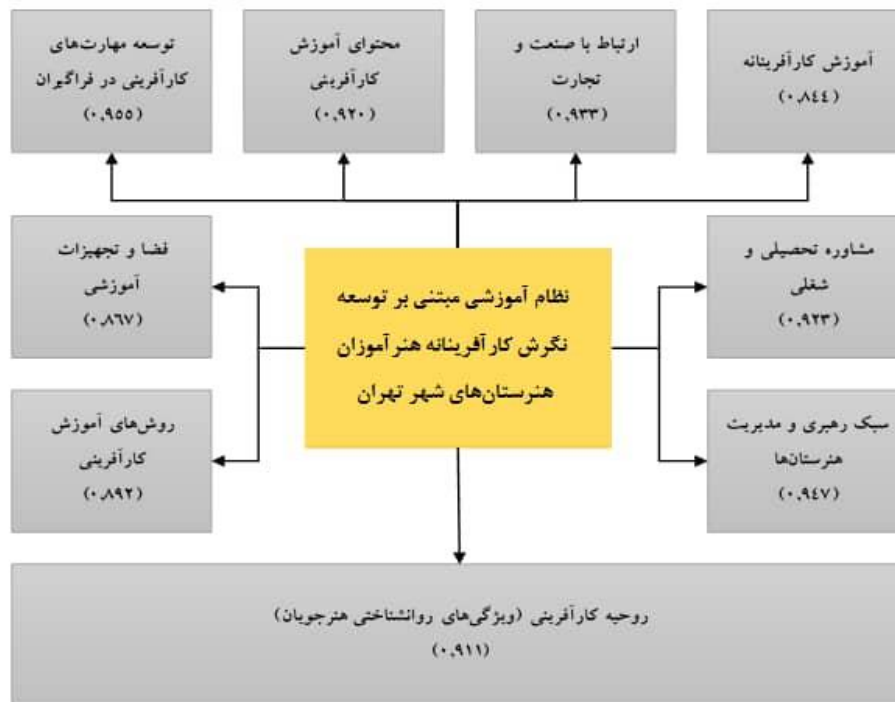 آموزش کارآفرینانه
(۰,۸٤٤)
ارتباط با صنعت و
تجارت
(۰,۹۳۳)
محتوای آموزش
کارآفرینی
(۰,۹۲۰)
توسعه مهارت‌های
کارآفرینی در فراگیران
(۰,۹۵۵)
مشاوره تحصیلی و
شغلی
(۰,۹۲۳)
فضا و تجهیزات
آموزشی
(۰,۸٦۷)
نظام آموزشی مبتنی بر توسعه
نگرش کارآفرینانه هنرآموزان
هنرستان‌های شهر تهران
سبک رهبری و مدیریت
هنرستان‌ها
(۰,۹٤۷)
روش‌های آموزش
کارآفرینی
(۰,۸۹۲)
روحیه کارآفرینی (ویژگی‌های روانشناختی هنرجویان)
(۰,۹۱۱)